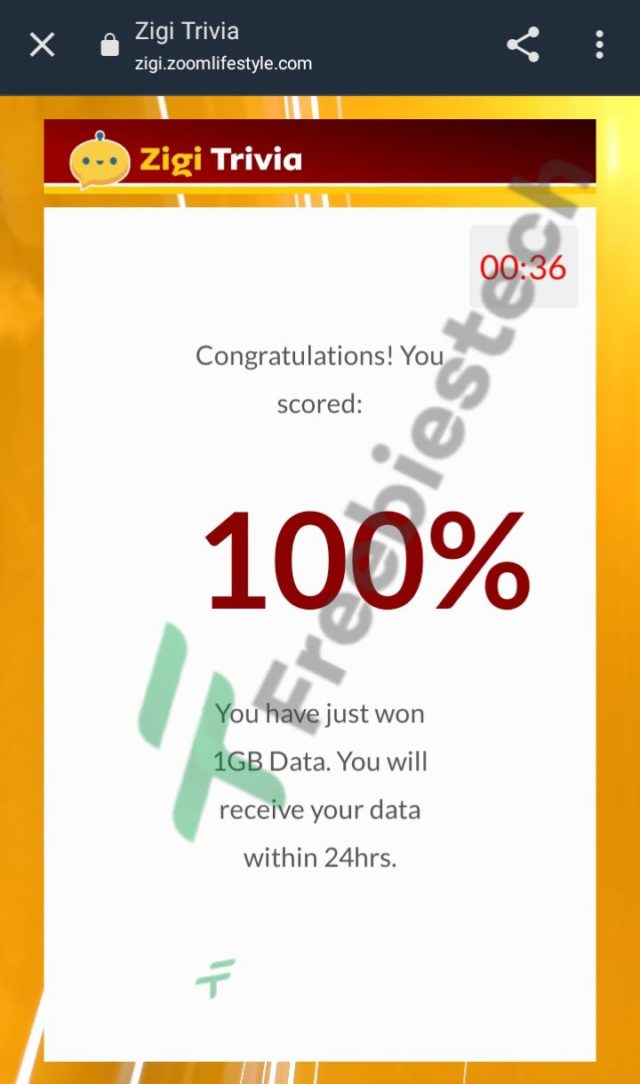 Zigi Trivia
zigi.zoomlifestyle.com
Zigi Trivia
00:36
Congratulations! You
scored:
100%
You have just won
1GB Data. You will
receive your data
within 24hrs.
Freebiestech